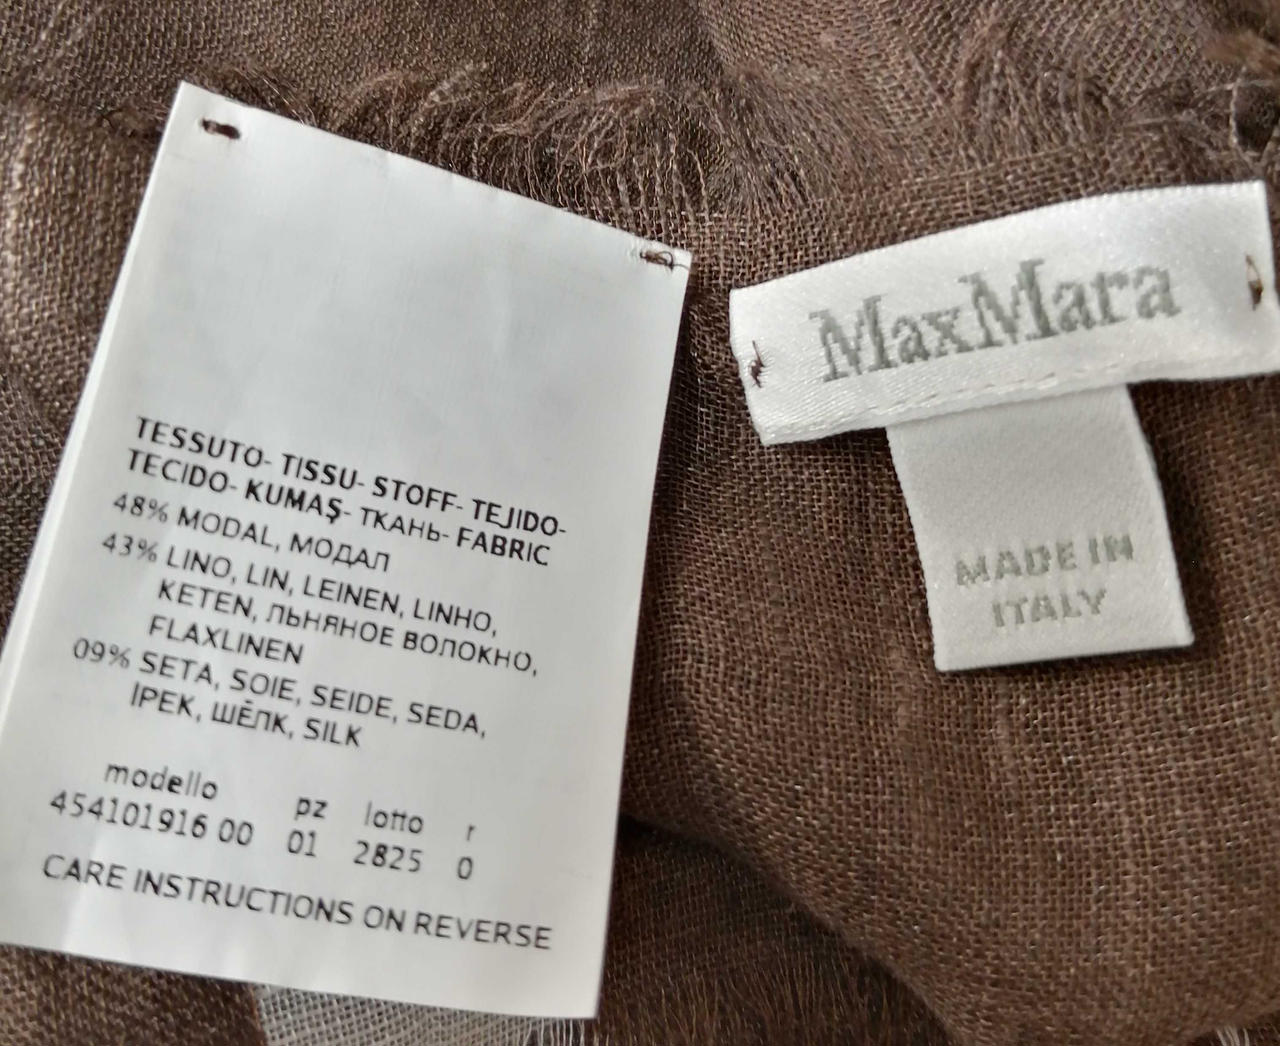 TESSUTO- TISSU- STOFF- TEJIDO-
TECIDO- KUMAŞ- ТКАНЬ- FABRIC
48% MODAL, МОДАЛ
43% LINO, LIN, LEINEN, LINHO,
KETEN, ЛЬНЯНОЕ ВОЛОКНО,
FLAXLINEN
09% SETA, SOIE, SEIDE, SEDA,
IPEK, ШЁЛК, SILK
modello pz lotto r
454101916 00 01 2825 0
CARE INSTRUCTIONS ON REVERSE
MaxMara
MADE IN
ITALY